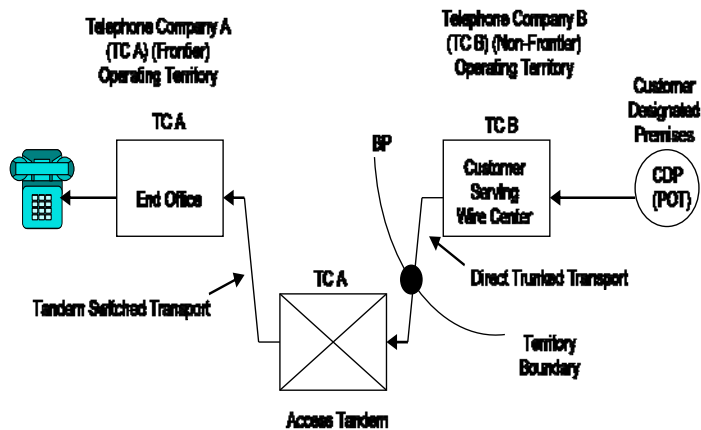 Telephone Company A
(TC A) (Frontier)
Operating Territory
Telephone Company B
(TC B) (Non-Frontier)
Operating Territory
Customer
Designated
Premises
TC A
BP
TC B
End Office
Customer
Serving
Wire Center
CDP
(POT)
TC A
Direct Trunked Transport
Tandem Switched Transport
Territory
Boundary
Access Tandem